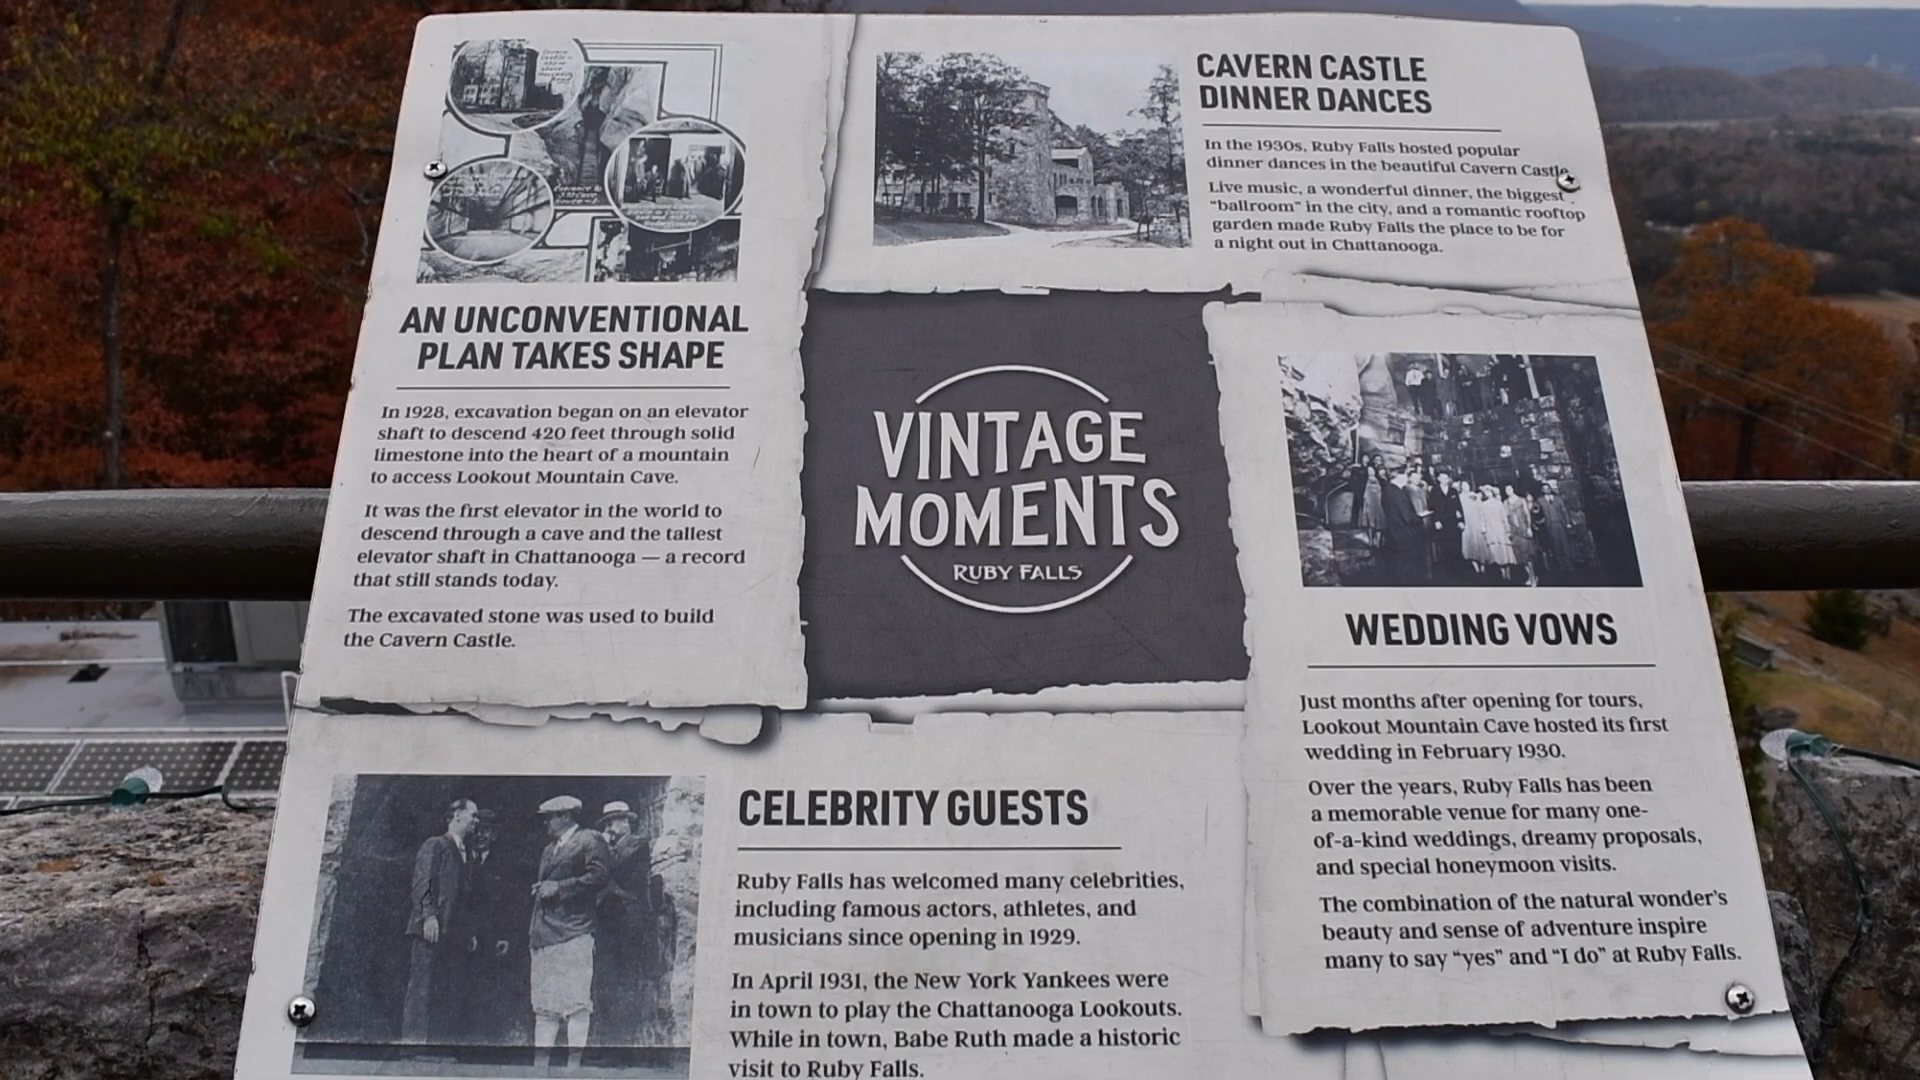 AN UNCONVENTIONAL
PLAN TAKES SHAPE
In 1928, excavation began on an elevator
shaft to descend 420 feet through solid
limestone into the heart of a mountain
to access Lookout Mountain Cave.
It was the first elevator in the world to
descend through a cave and the tallest
elevator shaft in Chattanooga — a record
that still stands today.
The excavated stone was used to build
the Cavern Castle.
CAVERN CASTLE
DINNER DANCES
In the 1930s, Ruby Falls hosted popular
dinner dances in the beautiful Cavern Castle
Live music, a wonderful dinner, the biggest
"ballroom" in the city, and a romantic rooftop
garden made Ruby Falls the place to be for
a night out in Chattanooga.
VINTAGE
MOMENTS
RUBY FALLS
WEDDING VOWS
Just months after opening for tours,
Lookout Mountain Cave hosted its first
wedding in February 1930.
Over the years, Ruby Falls has been
a memorable venue for many one-
of-a-kind weddings, dreamy proposals,
and special honeymoon visits.
The combination of the natural wonder's
beauty and sense of adventure inspire
many to say "yes" and "I do" at Ruby Falls.
CELEBRITY GUESTS
Ruby Falls has welcomed many celebrities,
including famous actors, athletes, and
musicians since opening in 1929.
In April 1931, the New York Yankees were
in town to play the Chattanooga Lookouts.
While in town, Babe Ruth made a historic
visit to Ruby Falls.